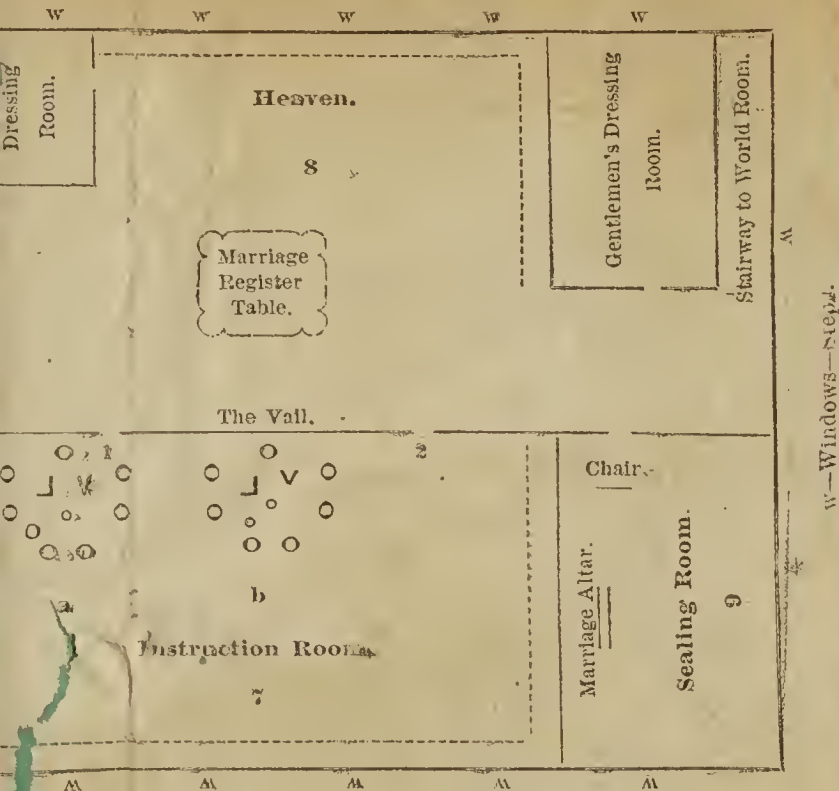 W W W W W
Dressing
Room.
Heaven.
8
Marriage
Register
Table.
Gentlemen's Dressing
Room.
Stairway to World Room.
W
The Vail.
1
2
L
L V
b
Instruction Room
7
Chair.
Marriage Altar.
Sealing Room.
9
W—Windows—
W W W W W